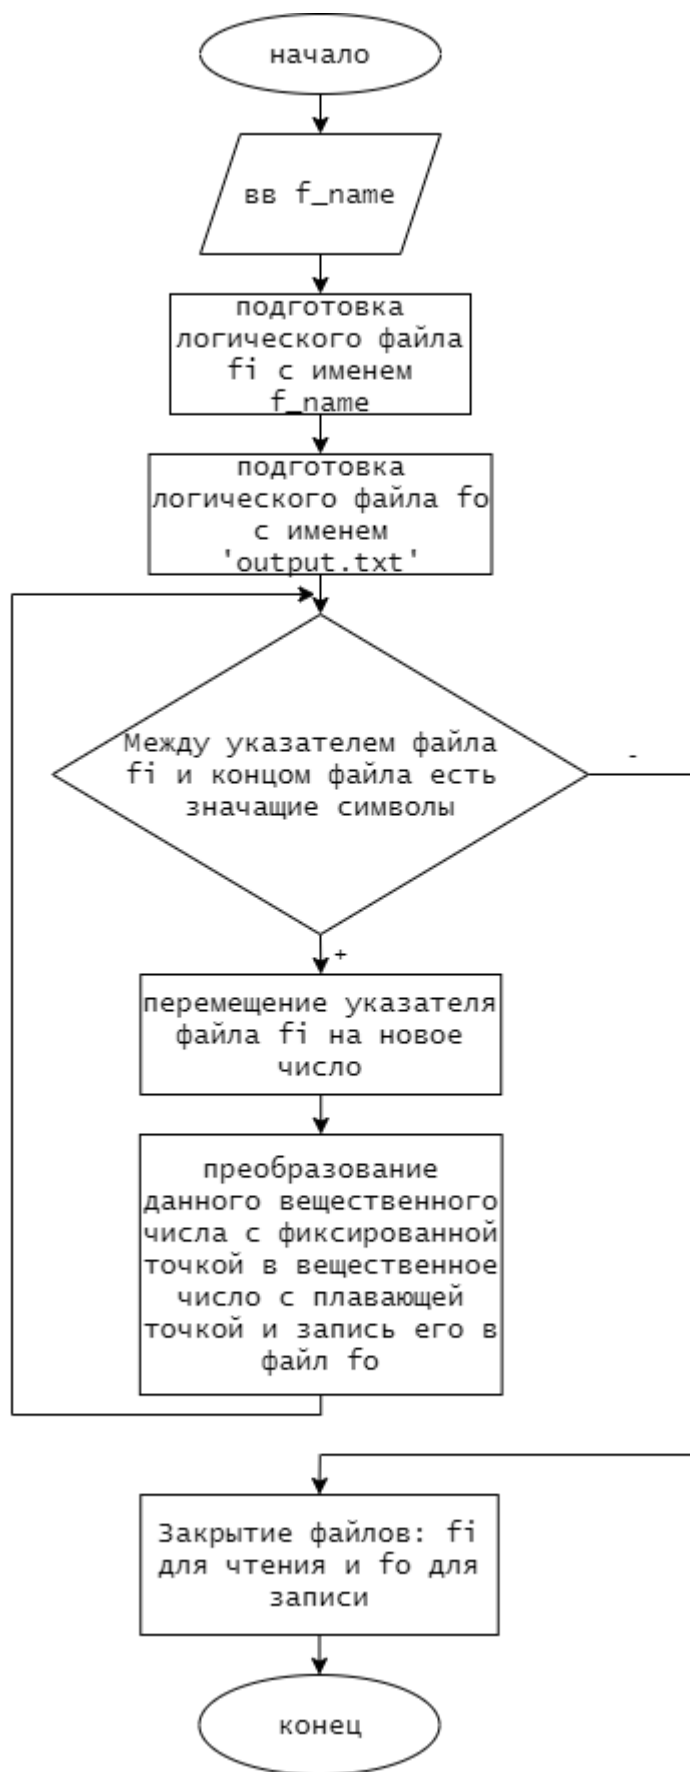 начало
вв f_name
подготовка
логического файла
fi с именем
f_name
подготовка
логического файла fo
с именем
'output.txt'
Между указателем файла
fi и концом файла есть
значащие символы
-
+
перемещение указателя
файла fi на новое
число
преобразование
данного вещественного
числа с фиксированной
точкой в вещественное
число с плавающей
точкой и запись его в
файл fo
Закрытие файлов: fi
для чтения и fo для
записи
конец